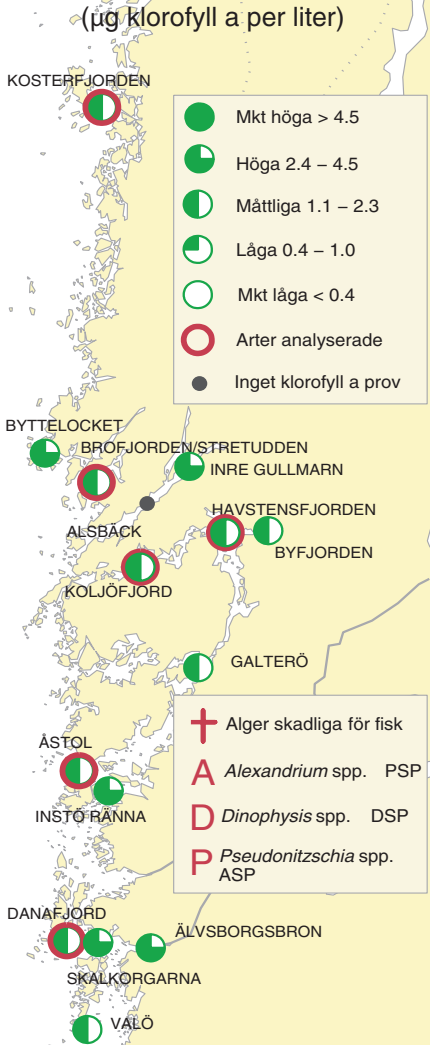 (µg klorofyll a per liter)
KOSTERFJORDEN
Mkt höga > 4.5
Höga 2.4 – 4.5
Måttliga 1.1 – 2.3
Låga 0.4 – 1.0
Mkt låga < 0.4
Arter analyserade
Inget klorofyll a prov
BYTTELOCKET
BROFJORDEN/STRETUDDEN
INRE GULLMARN
HAVSTENSFJORDEN
ALSBÄCK
BYFJORDEN
KOLJÖFJORD
GALTERÖ
Alger skadliga för fisk
ÅSTOL
A Alexandrium spp. PSP
INSTÖ RÄNNA
D Dinophysis spp. DSP
P Pseudonitzschia spp.
ASP
DANAFJORD
ÄLVSBORGSBRON
SKALKORGARNA
VALÖ